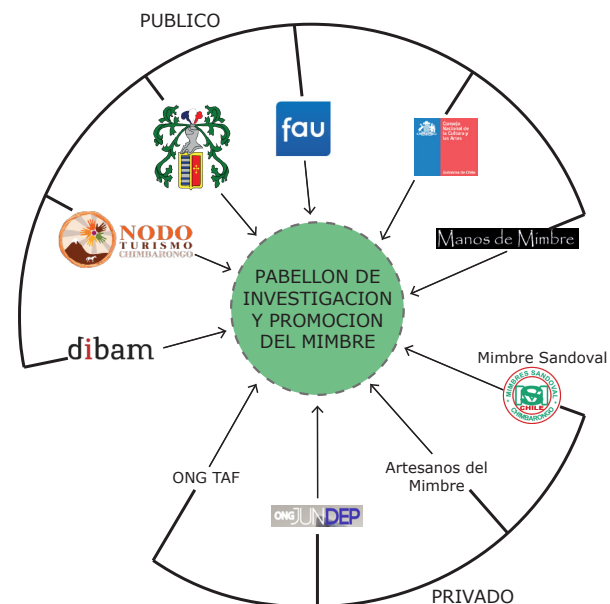 PUBLICO
fau
Consejo
Nacional de
la Cultura y
las Artes
Gobierno de Chile
NODO
TURISMO
CHIMBARONGO
Manos de Mimbre
PABELLON DE
INVESTIGACION
Y PROMOCION
DEL MIMBRE
dibam
Mimbre Sandoval
MIMBRES SANDOVAL
MS
CHILE
CHIMBARONGO
Artesanos del
Mimbre
ONG TAF
ONG JUNDEP
PRIVADO